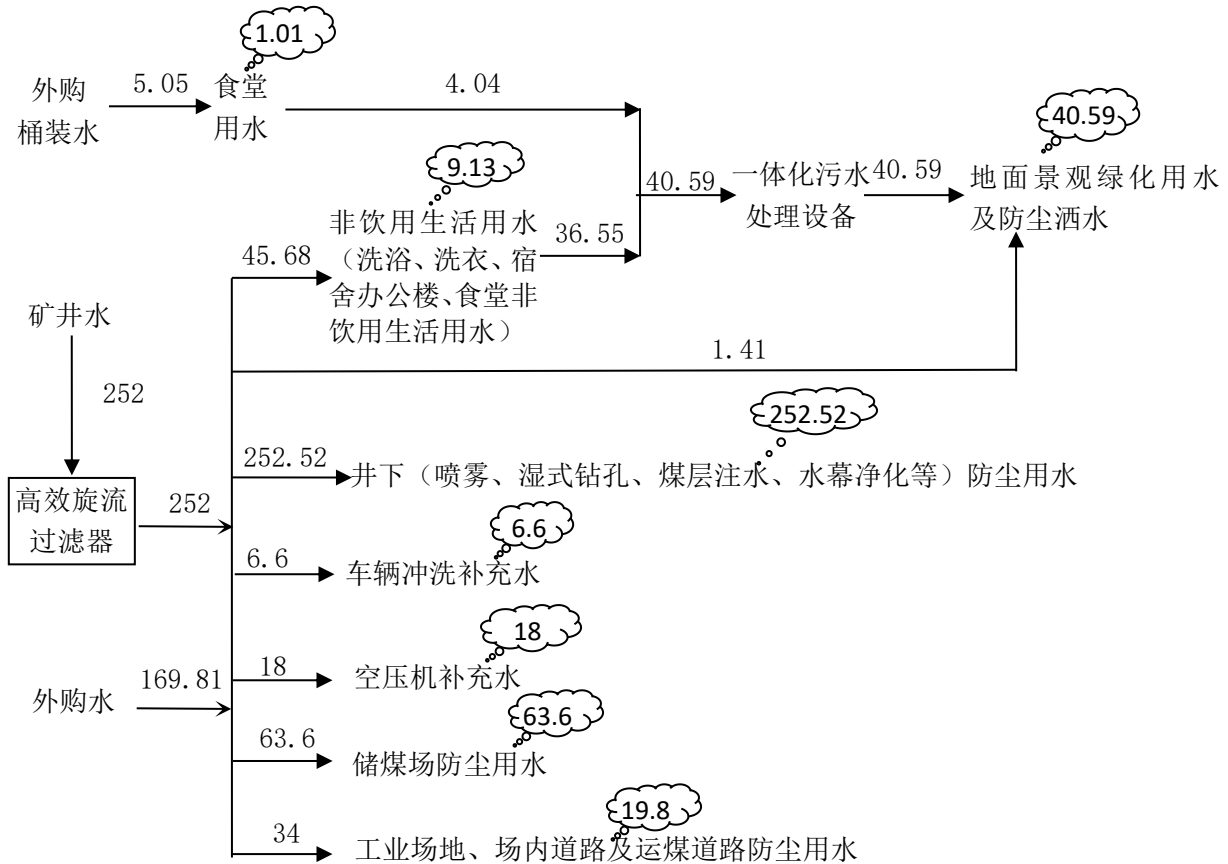 1.01
5.05
4.04
外购
桶装水
食堂
用水
40.59
9.13
40.59
一体化污水
处理设备
40.59
地面景观绿化用水
及防尘洒水
非饮用生活用水
（洗浴、洗衣、宿
舍办公楼、食堂非
饮用生活用水）
36.55
45.68
矿井水
1.41
252
252.52
252.52
井下（喷雾、湿式钻孔、煤层注水、水幕净化等）防尘用水
高效旋流
过滤器
252
6.6
6.6
车辆冲洗补充水
18
169.81
18
空压机补充水
外购水
63.6
63.6
储煤场防尘用水
19.8
34
工业场地、场内道路及运煤道路防尘用水